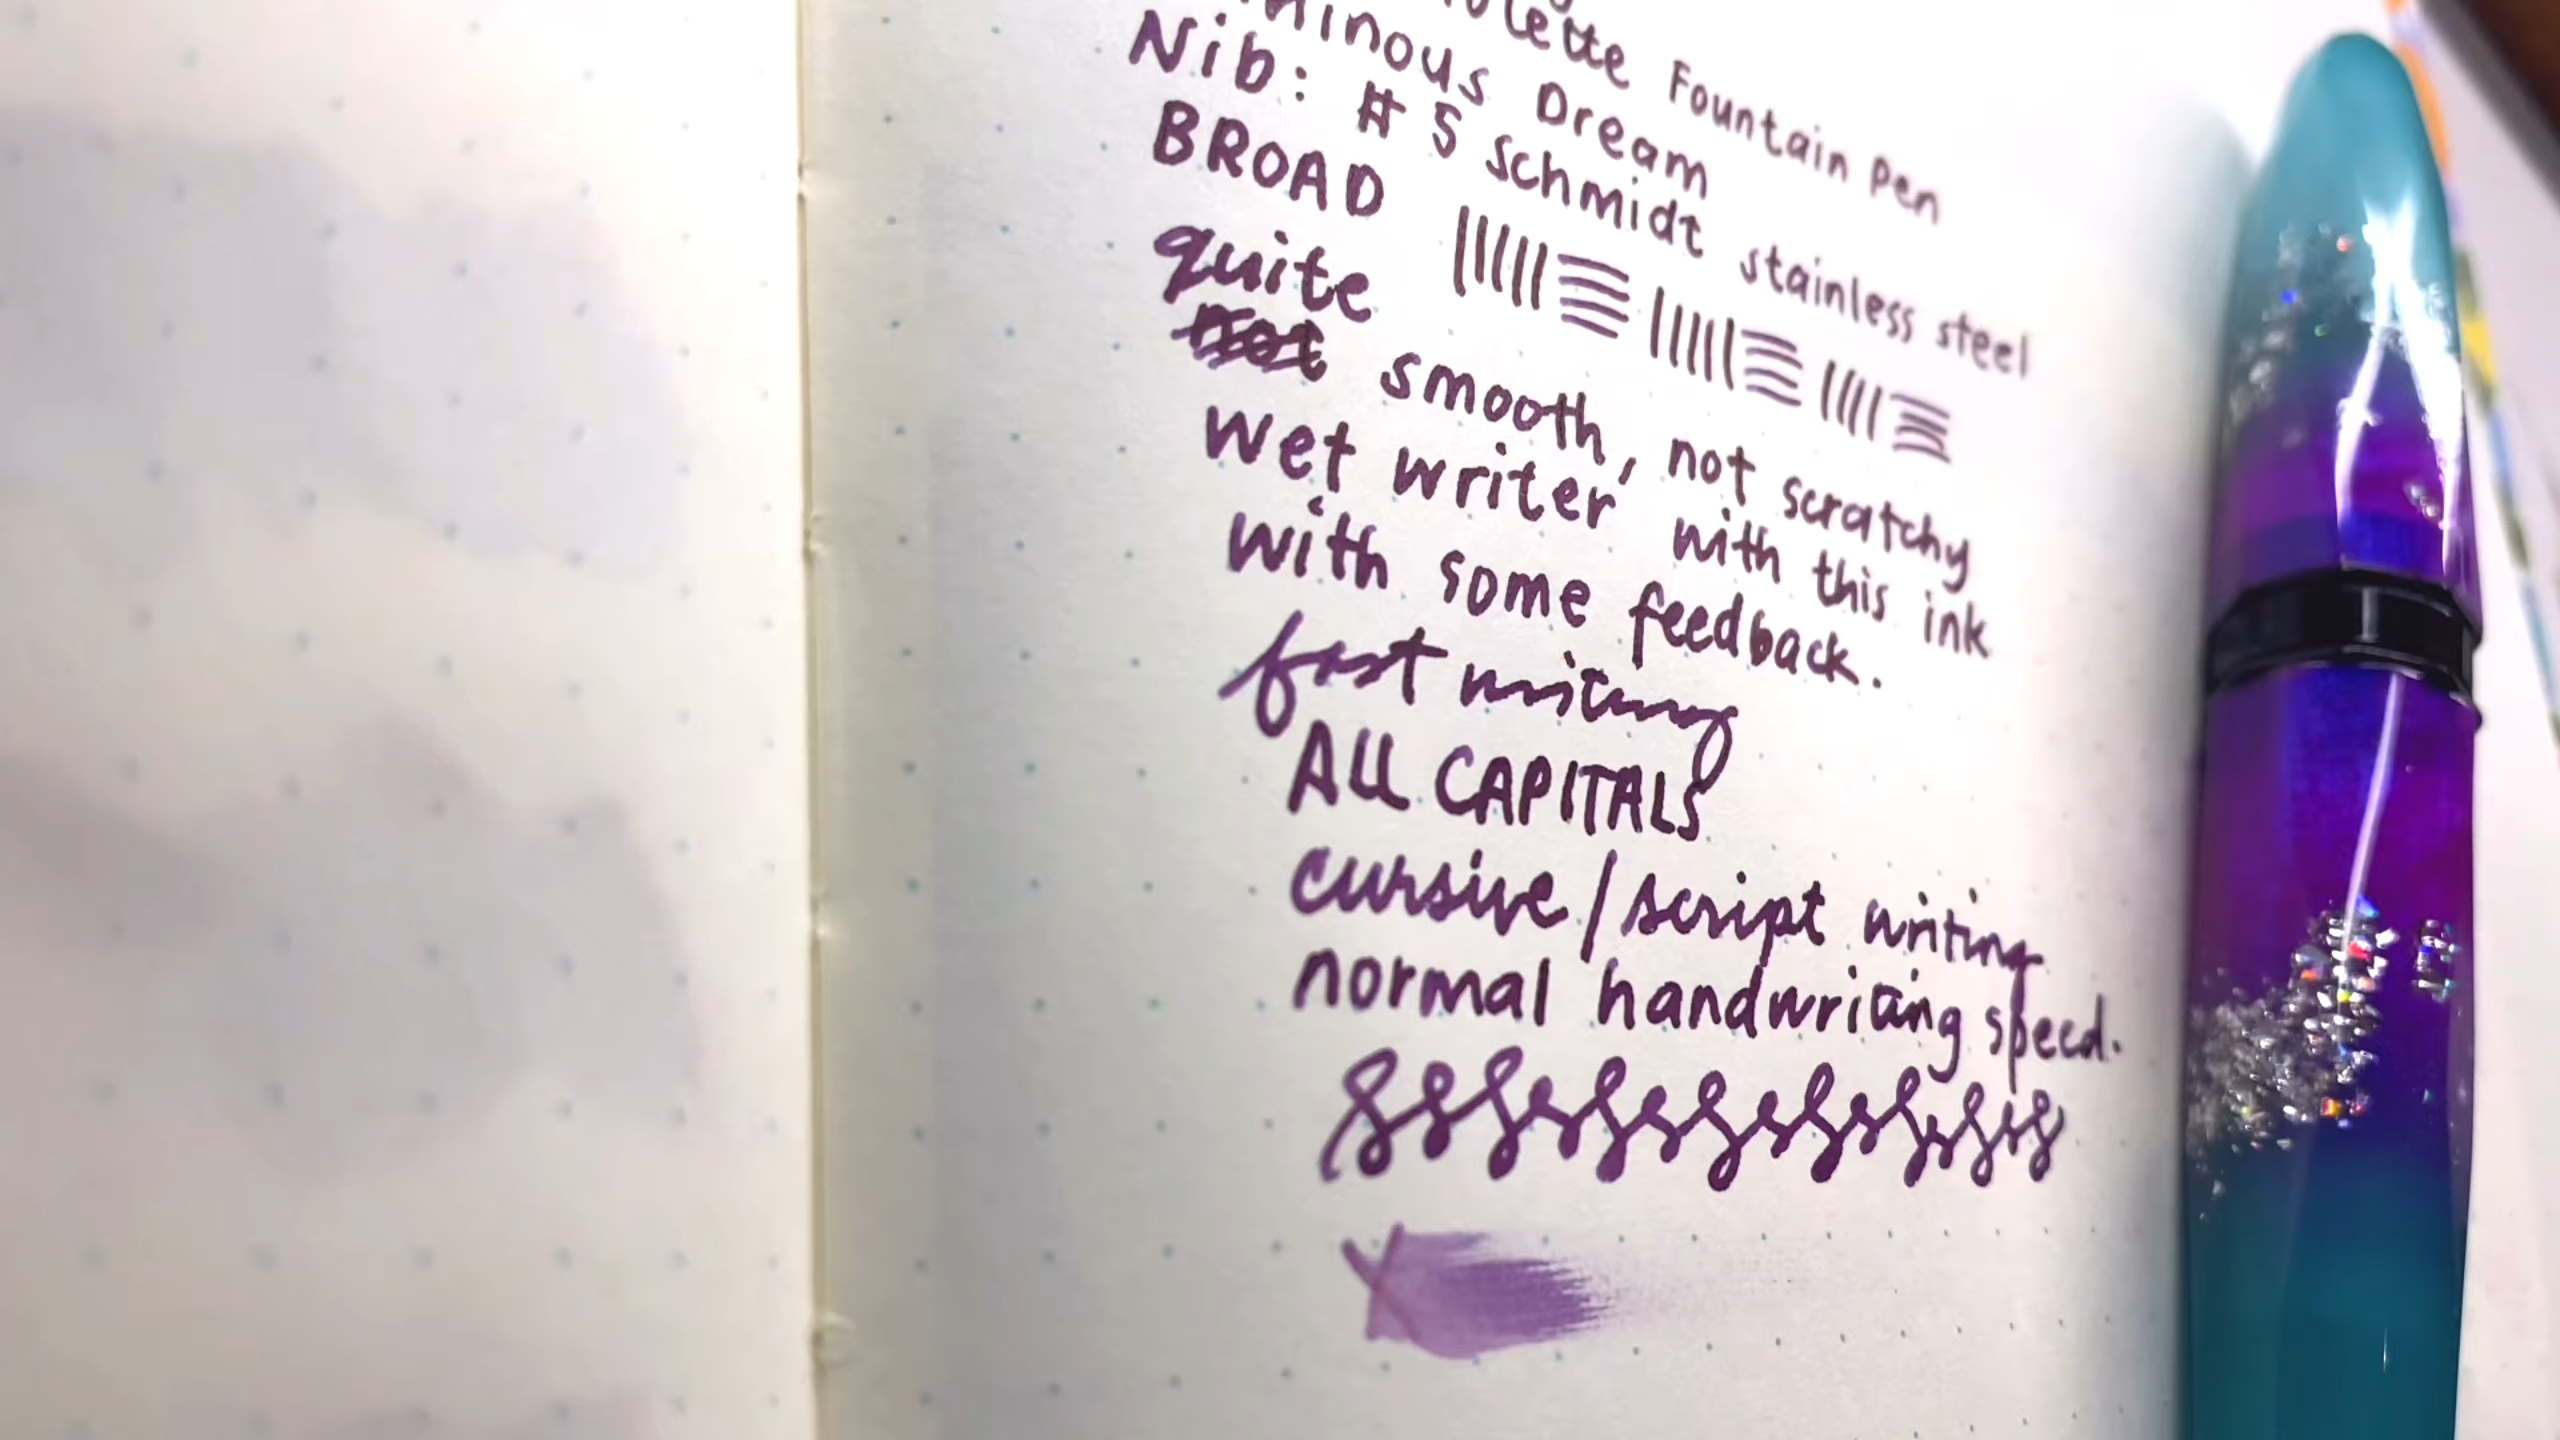 Fountain Pen
Dream
Nib: # 5 Schmidt stainless steel
BROAD
quite
not smooth, not scratchy
wet writer with this ink
with some feedback.
fast writing
ALL CAPITALS
cursive/script writing
normal handwriting speed.